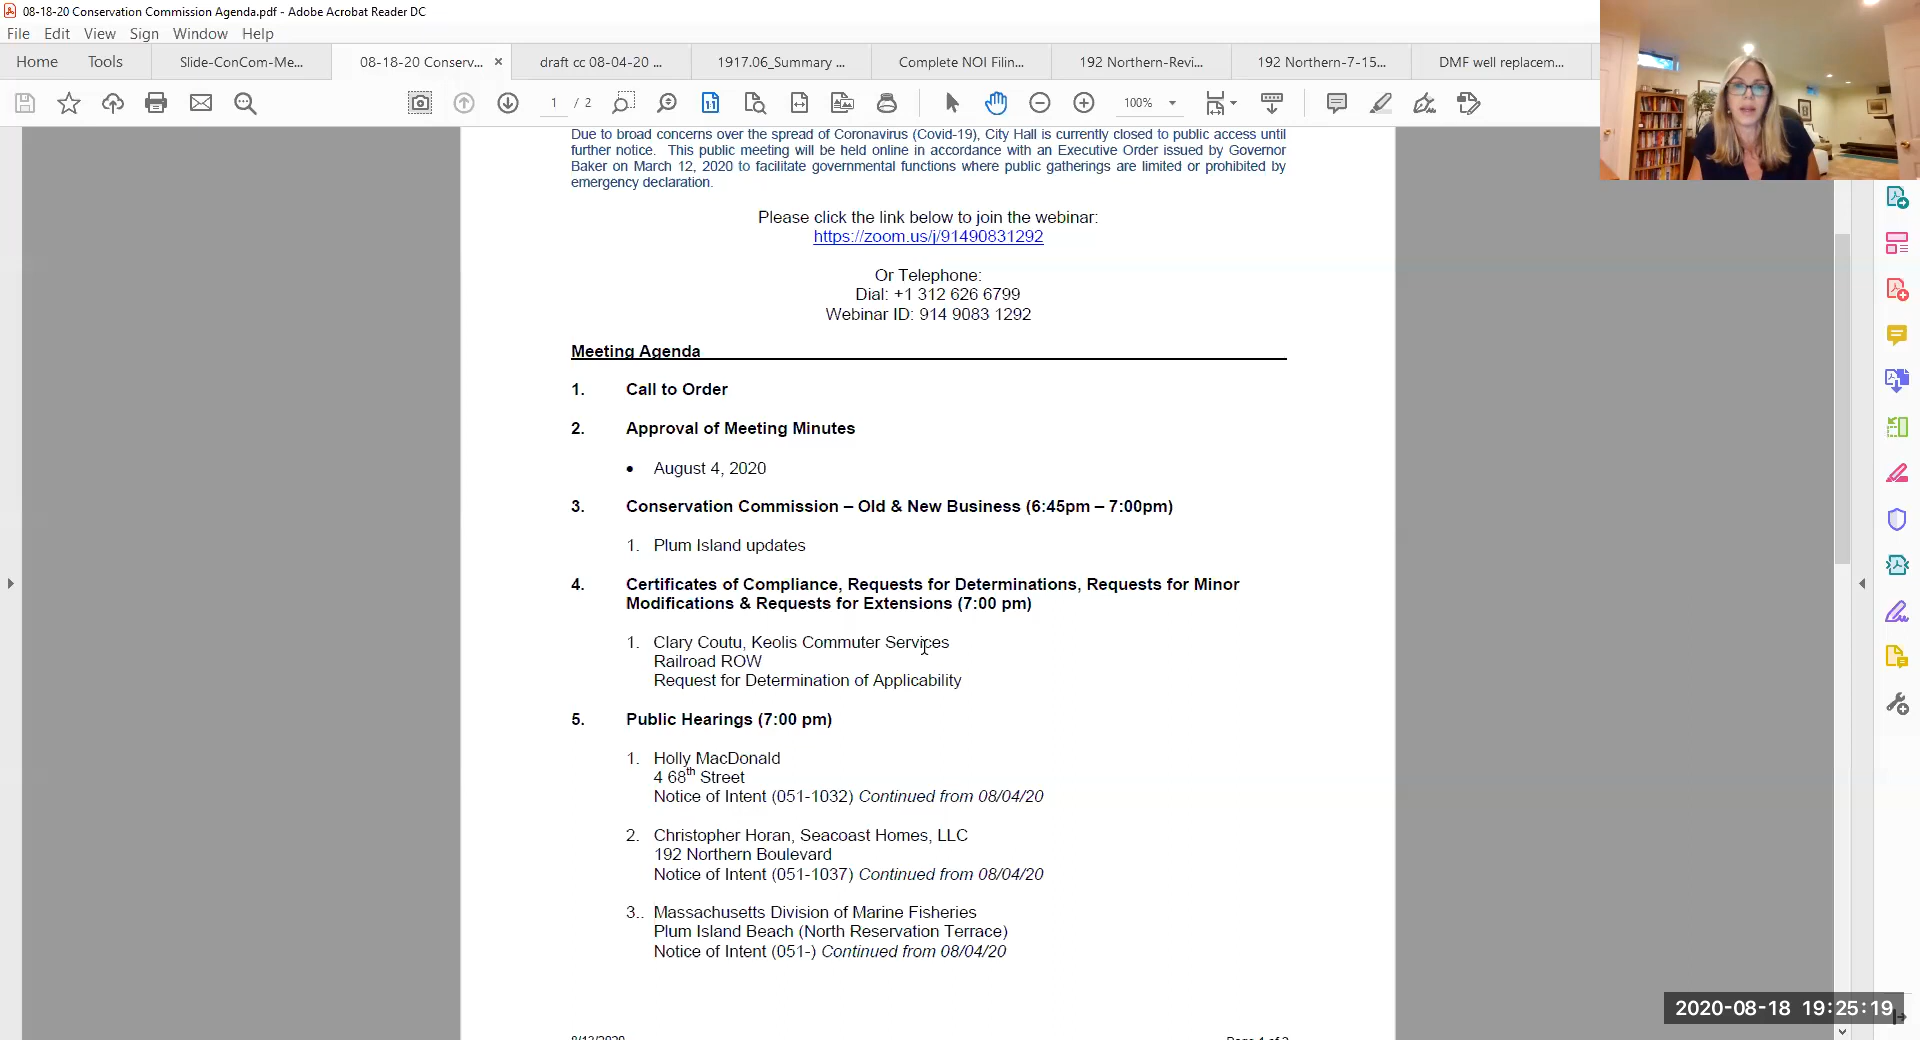 08-18-20 Conservation Commission Agenda.pdf - Adobe Acrobat Reader DC
File Edit View Sign Window Help
Home Tools Slide-ConCom-Me... 08-18-20 Conserv... × draft cc 08-04-20 ... 1917.06_Summary ... Complete NOI Filin... 192 Northern-Revi... 192 Northern-7-15... DMF well replacem...
1 / 2 100%
Due to broad concerns over the spread of Coronavirus (Covid-19), City Hall is currently closed to public access until
further notice. This public meeting will be held online in accordance with an Executive Order issued by Governor
Baker on March 12, 2020 to facilitate governmental functions where public gatherings are limited or prohibited by
emergency declaration.
Please click the link below to join the webinar:
https://zoom.us/j/91490831292
Or Telephone:
Dial: +1 312 626 6799
Webinar ID: 914 9083 1292
Meeting Agenda
1. Call to Order
2. Approval of Meeting Minutes
• August 4, 2020
3. Conservation Commission – Old & New Business (6:45pm – 7:00pm)
1. Plum Island updates
4. Certificates of Compliance, Requests for Determinations, Requests for Minor
Modifications & Requests for Extensions (7:00 pm)
1. Clary Coutu, Keolis Commuter Services
Railroad ROW
Request for Determination of Applicability
5. Public Hearings (7:00 pm)
1. Holly MacDonald
4 68th Street
Notice of Intent (051-1032) Continued from 08/04/20
2. Christopher Horan, Seacoast Homes, LLC
192 Northern Boulevard
Notice of Intent (051-1037) Continued from 08/04/20
3.. Massachusetts Division of Marine Fisheries
Plum Island Beach (North Reservation Terrace)
Notice of Intent (051-) Continued from 08/04/20
2020-08-18 19:25:19